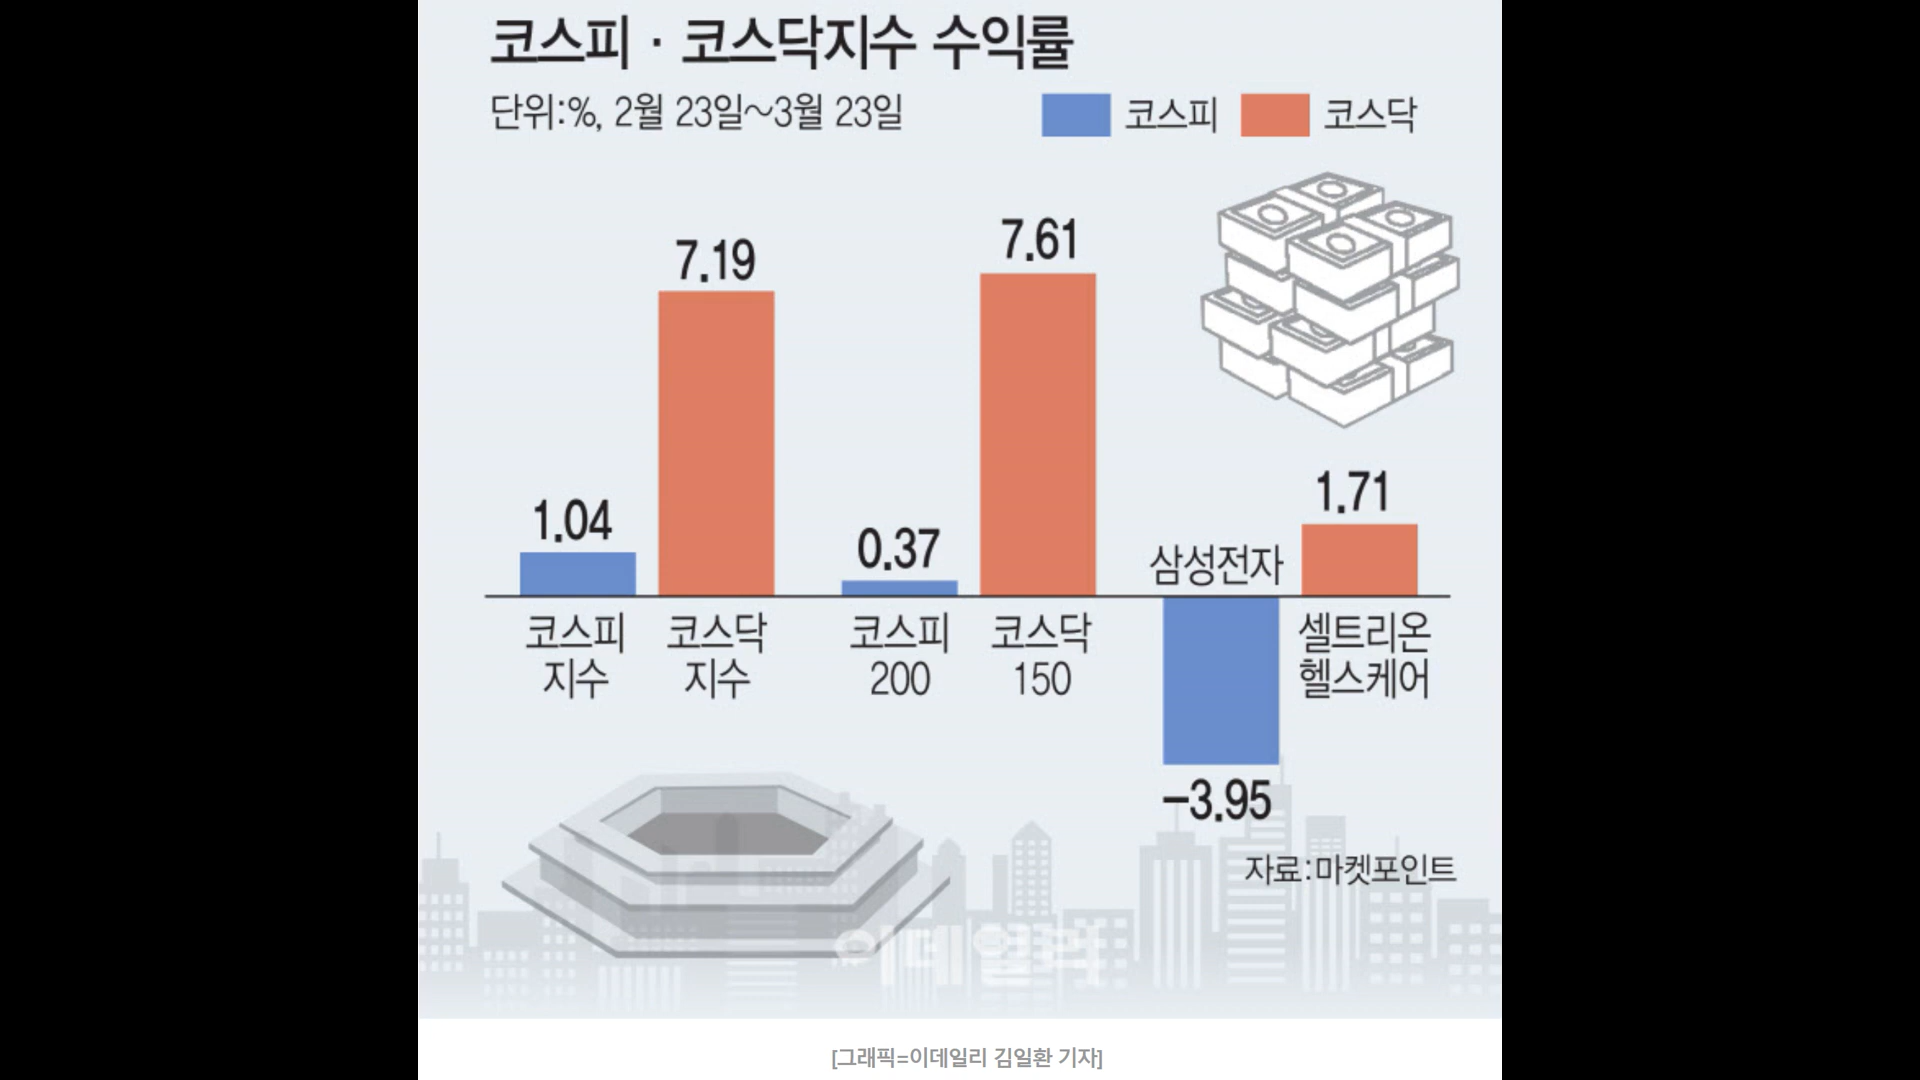 코스피 · 코스닥지수 수익률
단위:%, 2월 23일~3월 23일
코스피
코스닥
1.04
7.19
0.37
7.61
삼성전자
1.71
코스피
지수
코스닥
지수
코스피
200
코스닥
150
셀트리온
헬스케어
-3.95
자료:마켓포인트
이데일리
[그래픽=이데일리 김일환 기자]